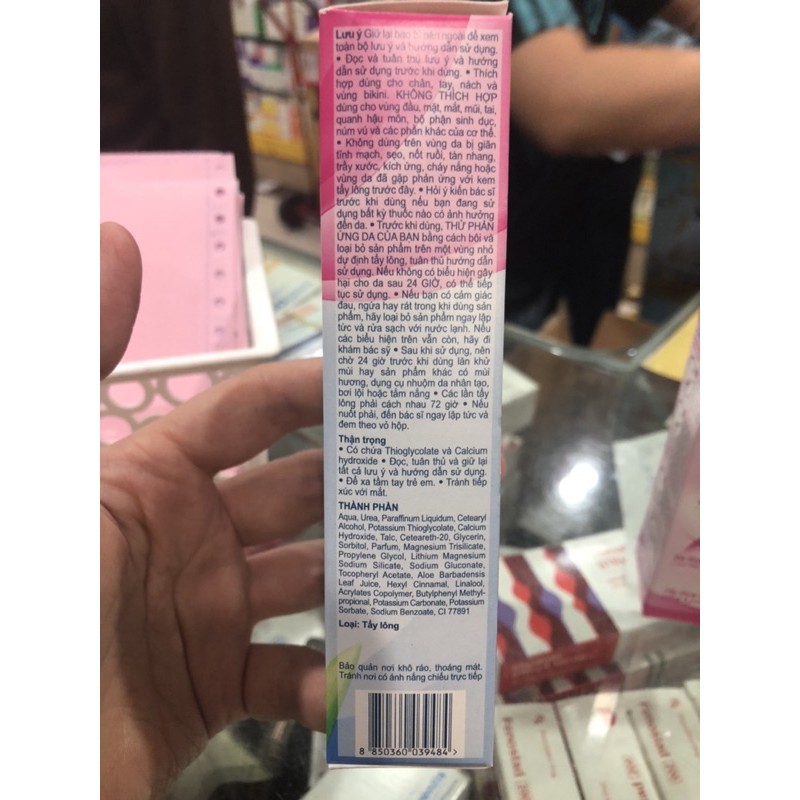 Lưu ý Giữ lại bao bì bên ngoài để xem
toàn bộ lưu ý và hướng dẫn sử dụng.
• Đọc và tuân thủ lưu ý và hướng
dẫn sử dụng trước khi dùng. • Thích
hợp dùng cho chân, tay, nách và
vùng bikini. KHÔNG THÍCH HỢP
dùng cho vùng đầu, mặt, mắt, mũi, tai,
quanh hậu môn, bộ phận sinh dục,
núm vú và các phần khác của cơ thể.
• Không dùng trên vùng da bị giãn
tĩnh mạch, sẹo, nốt ruồi, tàn nhang,
trầy xước, kích ứng, cháy nắng hoặc
vùng da đã gặp phản ứng với kem
tẩy lông trước đây. • Hỏi ý kiến bác sĩ
trước khi dùng nếu bạn đang sử
dụng bất kỳ thuốc nào có ảnh hưởng
đến da. • Trước khi dùng, THỬ PHẢN
ỨNG DA CỦA BẠN bằng cách bôi và
loại bỏ sản phẩm trên một vùng nhỏ
dự định tẩy lông, tuân thủ hướng dẫn
sử dụng. Nếu không có biểu hiện gây
hại cho da sau 24 GIỜ, có thể tiếp
tục sử dụng. • Nếu bạn có cảm giác
đau, ngứa hay rát trong khi dùng sản
phẩm, hãy loại bỏ sản phẩm ngay lập
tức và rửa sạch với nước lạnh. Nếu
các biểu hiện trên vẫn còn, hãy đi
khám bác sỹ • Sau khi sử dụng, nên
chờ 24 giờ trước khi dùng lăn khử
mùi hay sản phẩm khác có mùi
hương, dụng cụ nhuộm da nhân tạo,
bơi lội hoặc tắm nắng • Các lần tẩy
lông phải cách nhau 72 giờ • Nếu
nuốt phải, đến bác sĩ ngay lập tức và
đem theo vỏ hộp.
Thận trọng
• Có chứa Thioglycolate và Calcium
hydroxide • Đọc, tuân thủ và giữ lại
tất cả lưu ý và hướng dẫn sử dụng.
• Để xa tầm tay trẻ em. • Tránh tiếp
xúc với mắt.
THÀNH PHẦN
Aqua, Urea, Paraffinum Liquidum, Cetearyl
Alcohol, Potassium Thioglycolate, Calcium
Hydroxide, Talc, Ceteareth-20, Glycerin,
Sorbitol, Parfum, Magnesium Trisilicate,
Propylene Glycol, Lithium Magnesium
Sodium Silicate, Sodium Gluconate,
Tocopheryl Acetate, Aloe Barbadensis
Leaf Juice, Hexyl Cinnamal, Linalool,
Acrylates Copolymer, Butylphenyl Methyl-
propional, Potassium Carbonate, Potassium
Sorbate, Sodium Benzoate, CI 77891
Loại: Tẩy lông
Bảo quản nơi khô ráo, thoáng mát.
Tránh nơi có ánh nắng chiếu trực tiếp
8 850360 039484 >